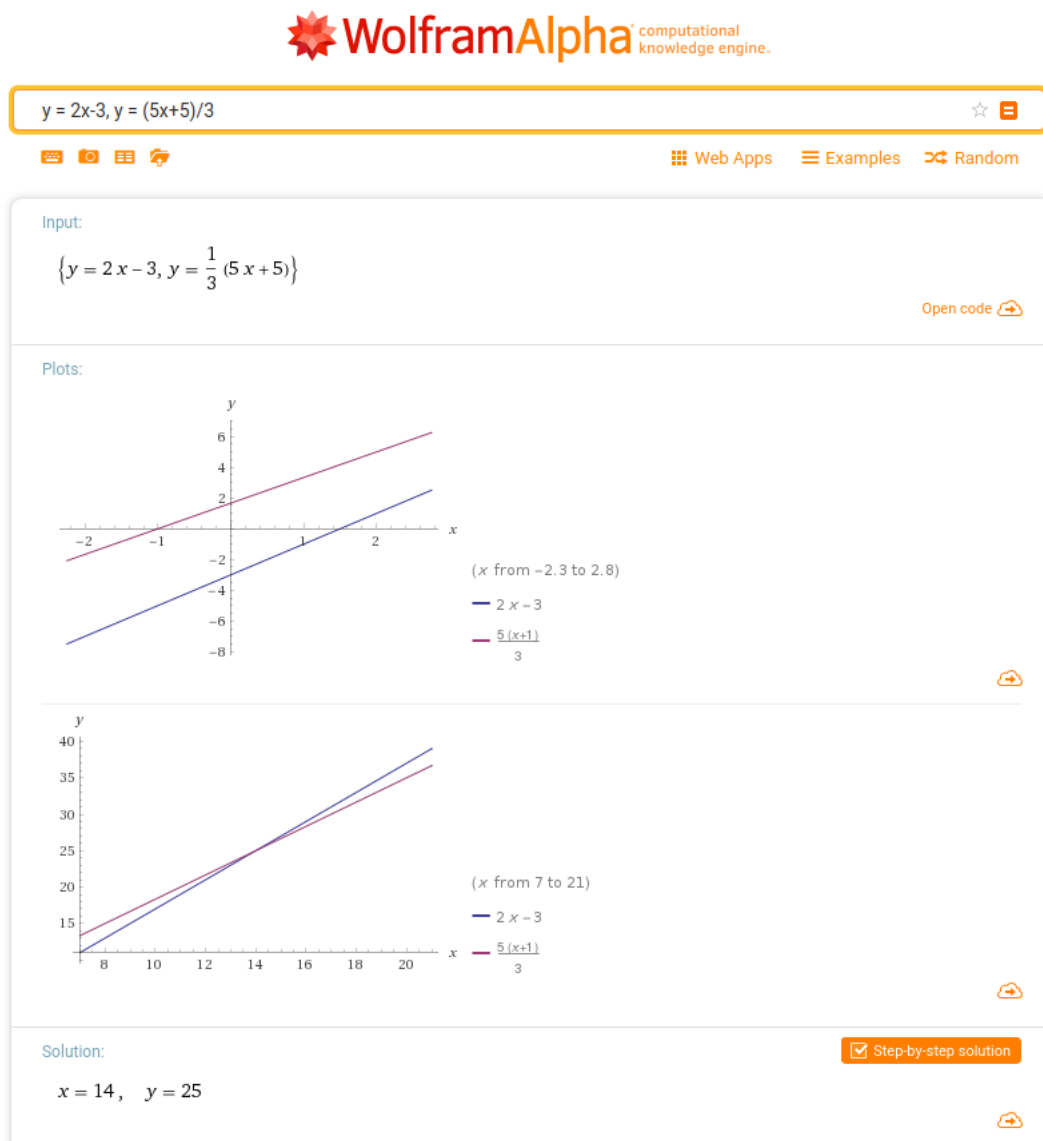 WolframAlpha computational knowledge engine.
y = 2x-3, y = (5x+5)/3
Web Apps Examples Random
Input:
{y = 2 x − 3, y = 1/3 (5 x + 5)}
Open code
Plots:
y
6
4
2
x
−2 −1 1 2
−2
−4
−6
−8
(x from −2.3 to 2.8)
2 x − 3
5 (x+1)
3
y
40
35
30
25
20
15
x
8 10 12 14 16 18 20
(x from 7 to 21)
2 x − 3
5 (x+1)
3
Solution:
Step-by-step solution
x = 14, y = 25